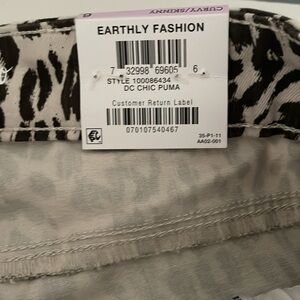 CURVY/SKINNY
6
EARTHLY FASHION
7 32998 69605 6
STYLE 100086434
DC CHIC PUMA
Customer Return Label
070107540467
35-P1-11
AA02-001